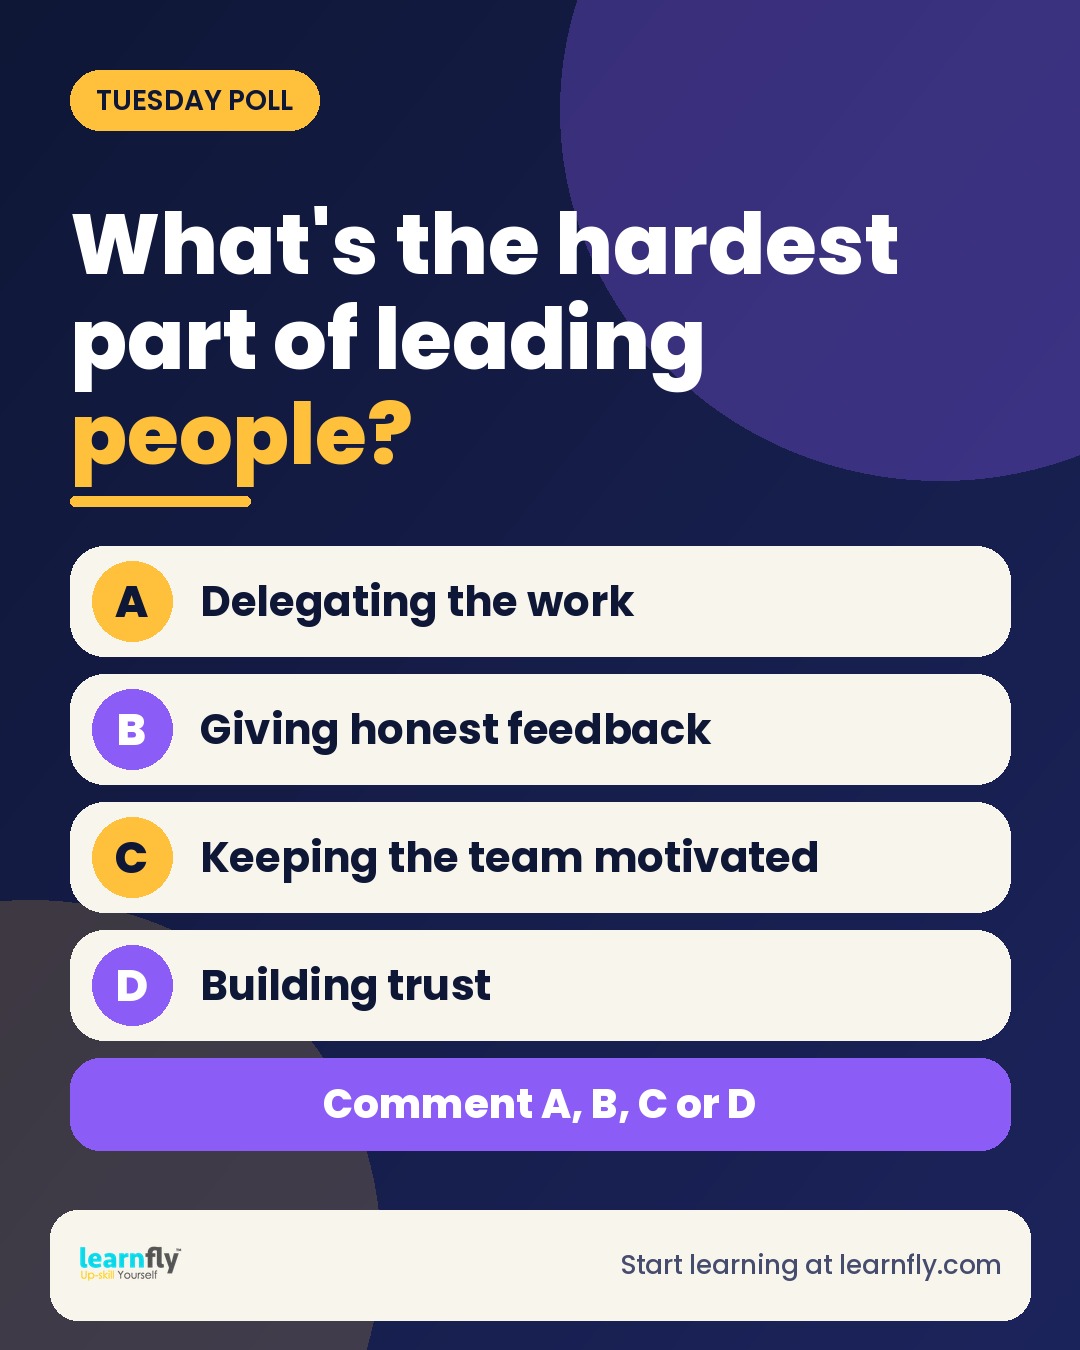 TUESDAY POLL
What's the hardest
part of leading
people?
A Delegating the work
B Giving honest feedback
C Keeping the team motivated
D Building trust
Comment A, B, C or D
learnfly™
Up-skill Yourself
Start learning at learnfly.com